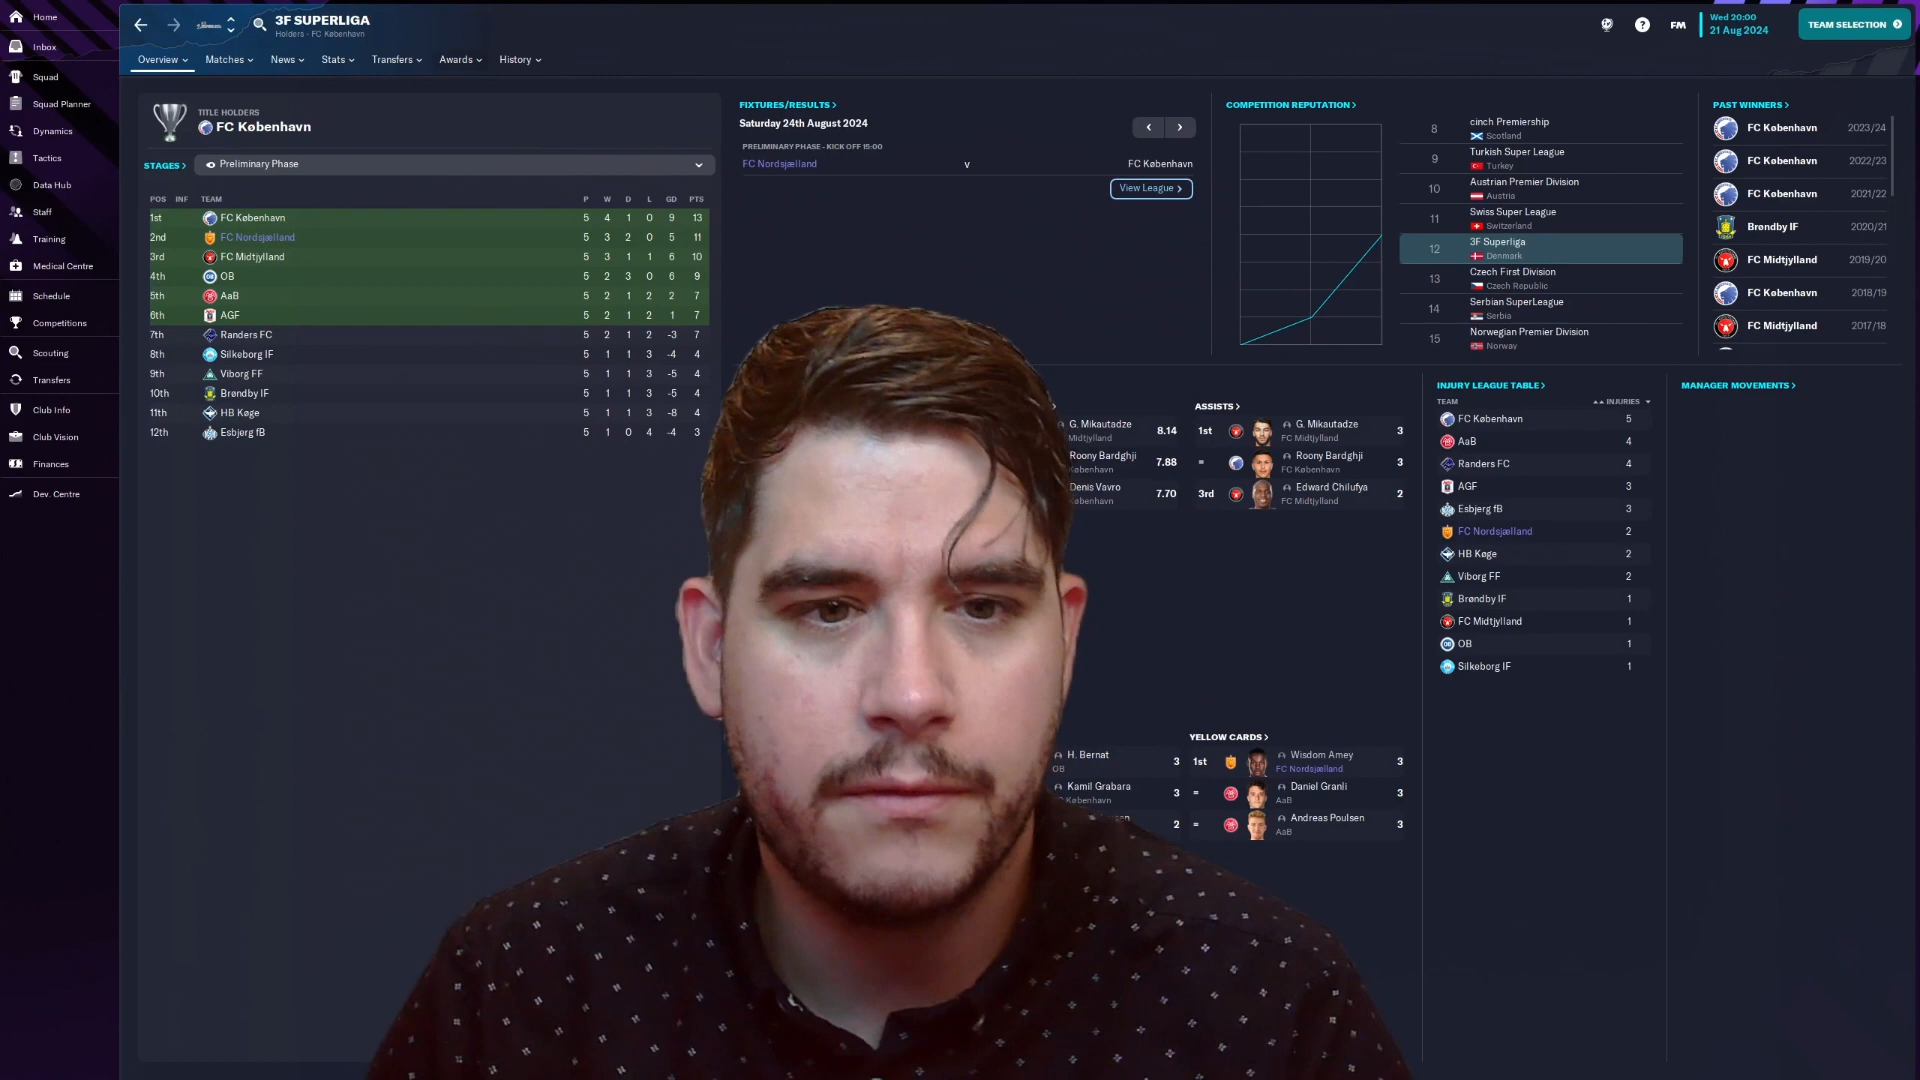 Home
Inbox
Squad
Squad Planner
Dynamics
Tactics
Data Hub
Staff
Training
Medical Centre
Schedule
Competitions
Scouting
Transfers
Club Info
Club Vision
Finances
Dev. Centre
3F SUPERLIGA
Holders - FC København
FM
Wed 20:00
21 Aug 2024
TEAM SELECTION
Overview Matches News Stats Transfers Awards History
TITLE HOLDERS
FC København
STAGES > Preliminary Phase
POS INF TEAM P W D L GD PTS
1st FC København 5 4 1 0 9 13
2nd FC Nordsjælland 5 3 2 0 5 11
3rd FC Midtjylland 5 3 1 1 6 10
4th OB 5 2 3 0 6 9
5th AaB 5 2 1 2 2 7
6th AGF 5 2 1 2 1 7
7th Randers FC 5 2 1 2 -3 7
8th Silkeborg IF 5 1 1 3 -4 4
9th Viborg FF 5 1 1 3 -5 4
10th Brøndby IF 5 1 1 3 -5 4
11th HB Køge 5 1 1 3 -8 4
12th Esbjerg fB 5 1 0 4 -4 3
FIXTURES/RESULTS >
Saturday 24th August 2024
PRELIMINARY PHASE - KICK OFF 15:00
FC Nordsjælland v FC København
View League >
COMPETITION REPUTATION >
8 cinch Premiership
Scotland
9 Turkish Super League
Turkey
10 Austrian Premier Division
Austria
11 Swiss Super League
Switzerland
12 3F Superliga
Denmark
13 Czech First Division
Czech Republic
14 Serbian SuperLeague
Serbia
15 Norwegian Premier Division
Norway
PAST WINNERS >
FC København 2023/24
FC København 2022/23
FC København 2021/22
Brøndby IF 2020/21
FC Midtjylland 2019/20
FC København 2018/19
FC Midtjylland 2017/18
G. Mikautadze 8.14
Midtjylland
Roony Bardghji 7.88
København
Denis Vavro 7.70
København
ASSISTS >
1st G. Mikautadze 3
FC Midtjylland
= Roony Bardghji 3
FC København
3rd Edward Chilufya 2
FC Midtjylland
H. Bernat 3
OB
Kamil Grabara 3
København
2
YELLOW CARDS >
1st Wisdom Amey 3
FC Nordsjælland
= Daniel Granli 3
AaB
= Andreas Poulsen 3
AaB
INJURY LEAGUE TABLE >
TEAM INJURIES
FC København 5
AaB 4
Randers FC 4
AGF 3
Esbjerg fB 3
FC Nordsjælland 2
HB Køge 2
Viborg FF 2
Brøndby IF 1
FC Midtjylland 1
OB 1
Silkeborg IF 1
MANAGER MOVEMENTS >